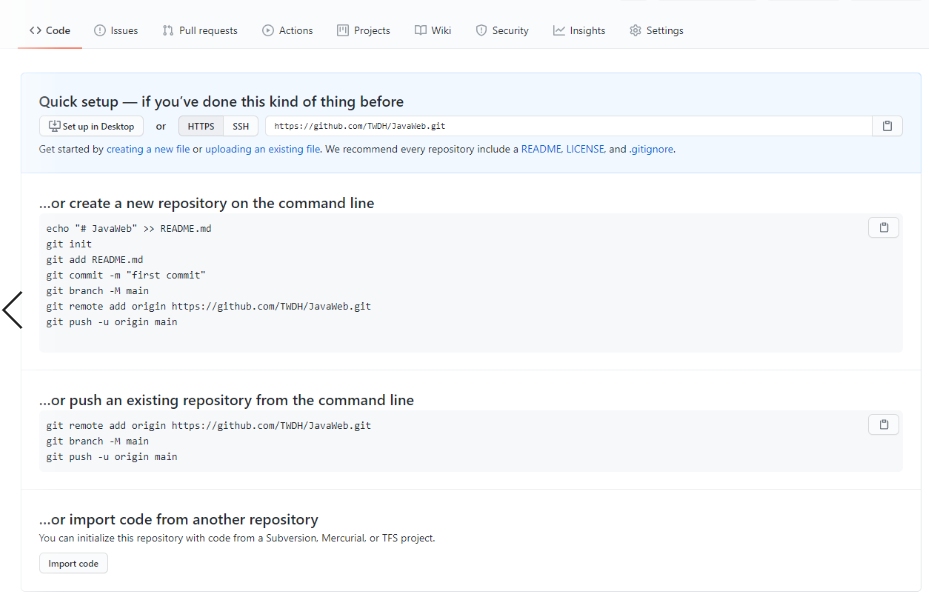 Code Issues Pull requests Actions Projects Wiki Security Insights Settings
Quick setup — if you've done this kind of thing before
Set up in Desktop or HTTPS SSH https://github.com/TWDH/JavaWeb.git
Get started by creating a new file or uploading an existing file. We recommend every repository include a README, LICENSE, and .gitignore.
...or create a new repository on the command line
echo "# JavaWeb" >> README.md
git init
git add README.md
git commit -m "first commit"
git branch -M main
git remote add origin https://github.com/TWDH/JavaWeb.git
git push -u origin main
...or push an existing repository from the command line
git remote add origin https://github.com/TWDH/JavaWeb.git
git branch -M main
git push -u origin main
...or import code from another repository
You can initialize this repository with code from a Subversion, Mercurial, or TFS project.
Import code